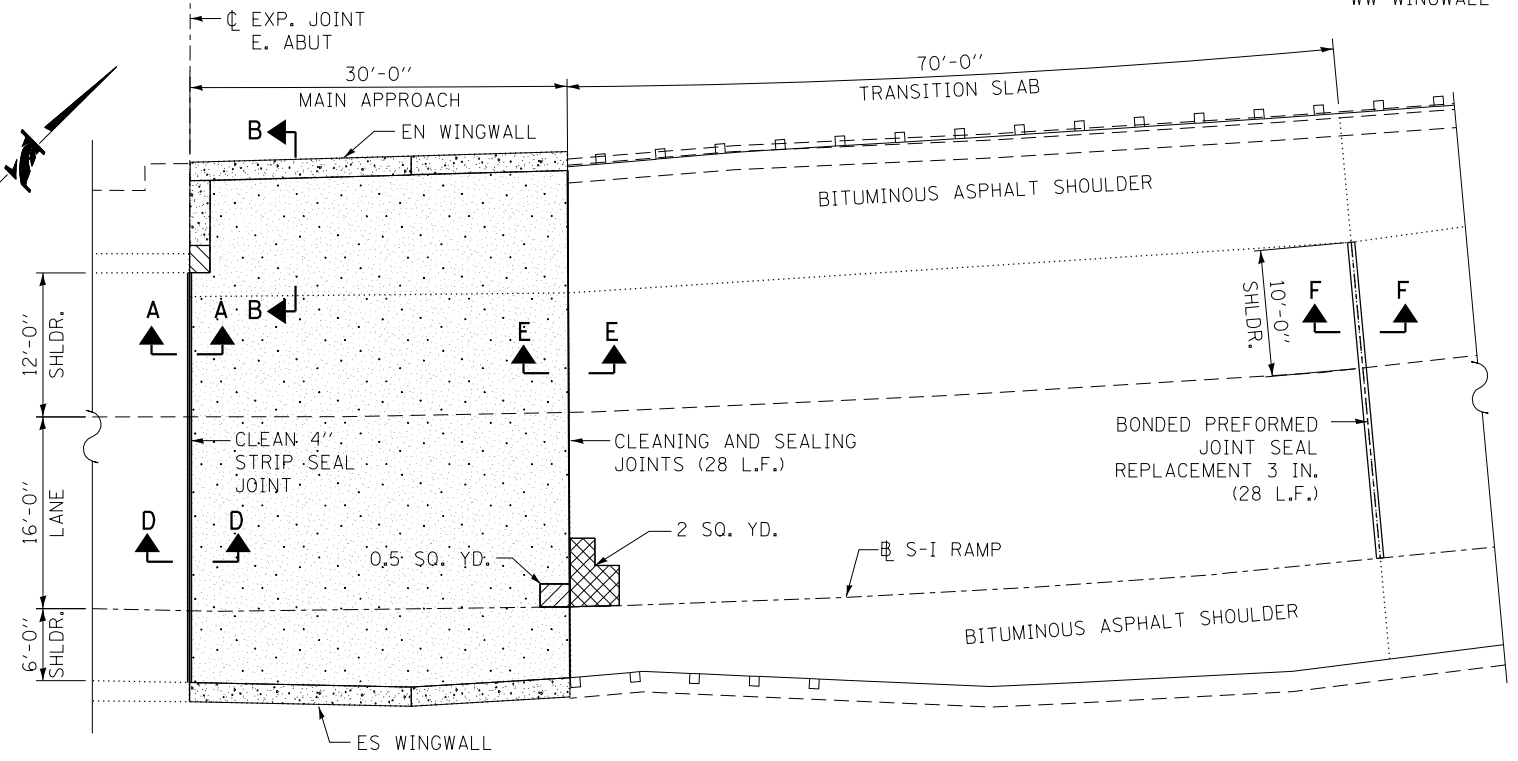 WW WINGWALL
℄ EXP. JOINT
E. ABUT
30'-0"
MAIN APPROACH
70'-0"
TRANSITION SLAB
B
EN WINGWALL
BITUMINOUS ASPHALT SHOULDER
12'-0"
SHLDR.
A
A
B
E
E
10'-0"
SHLDR.
F
F
CLEAN 4"
STRIP SEAL
JOINT
CLEANING AND SEALING
JOINTS (28 L.F.)
BONDED PREFORMED
JOINT SEAL
REPLACEMENT 3 IN.
(28 L.F.)
16'-0"
LANE
D
D
0.5 SQ. YD.
2 SQ. YD.
B̵L S-I RAMP
6'-0"
SHLDR.
BITUMINOUS ASPHALT SHOULDER
ES WINGWALL